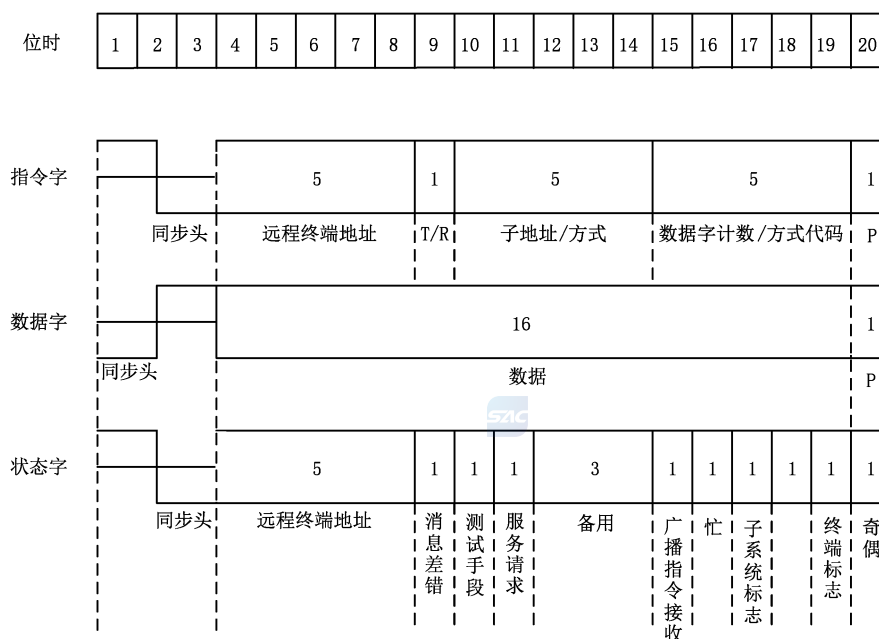 位时 1 2 3 4 5 6 7 8 9 10 11 12 13 14 15 16 17 18 19 20
指令字 5 1 5 5 1
同步头 远程终端地址 T/R 子地址/方式 数据字计数/方式代码 P
数据字 16 1
同步头 数据 P
SAC
状态字 5 1 1 1 3 1 1 1 1 1 1
同步头 远程终端地址 消息差错 测试手段 服务请求 备用 广播指令接收 忙 子系统标志 终端标志 奇偶